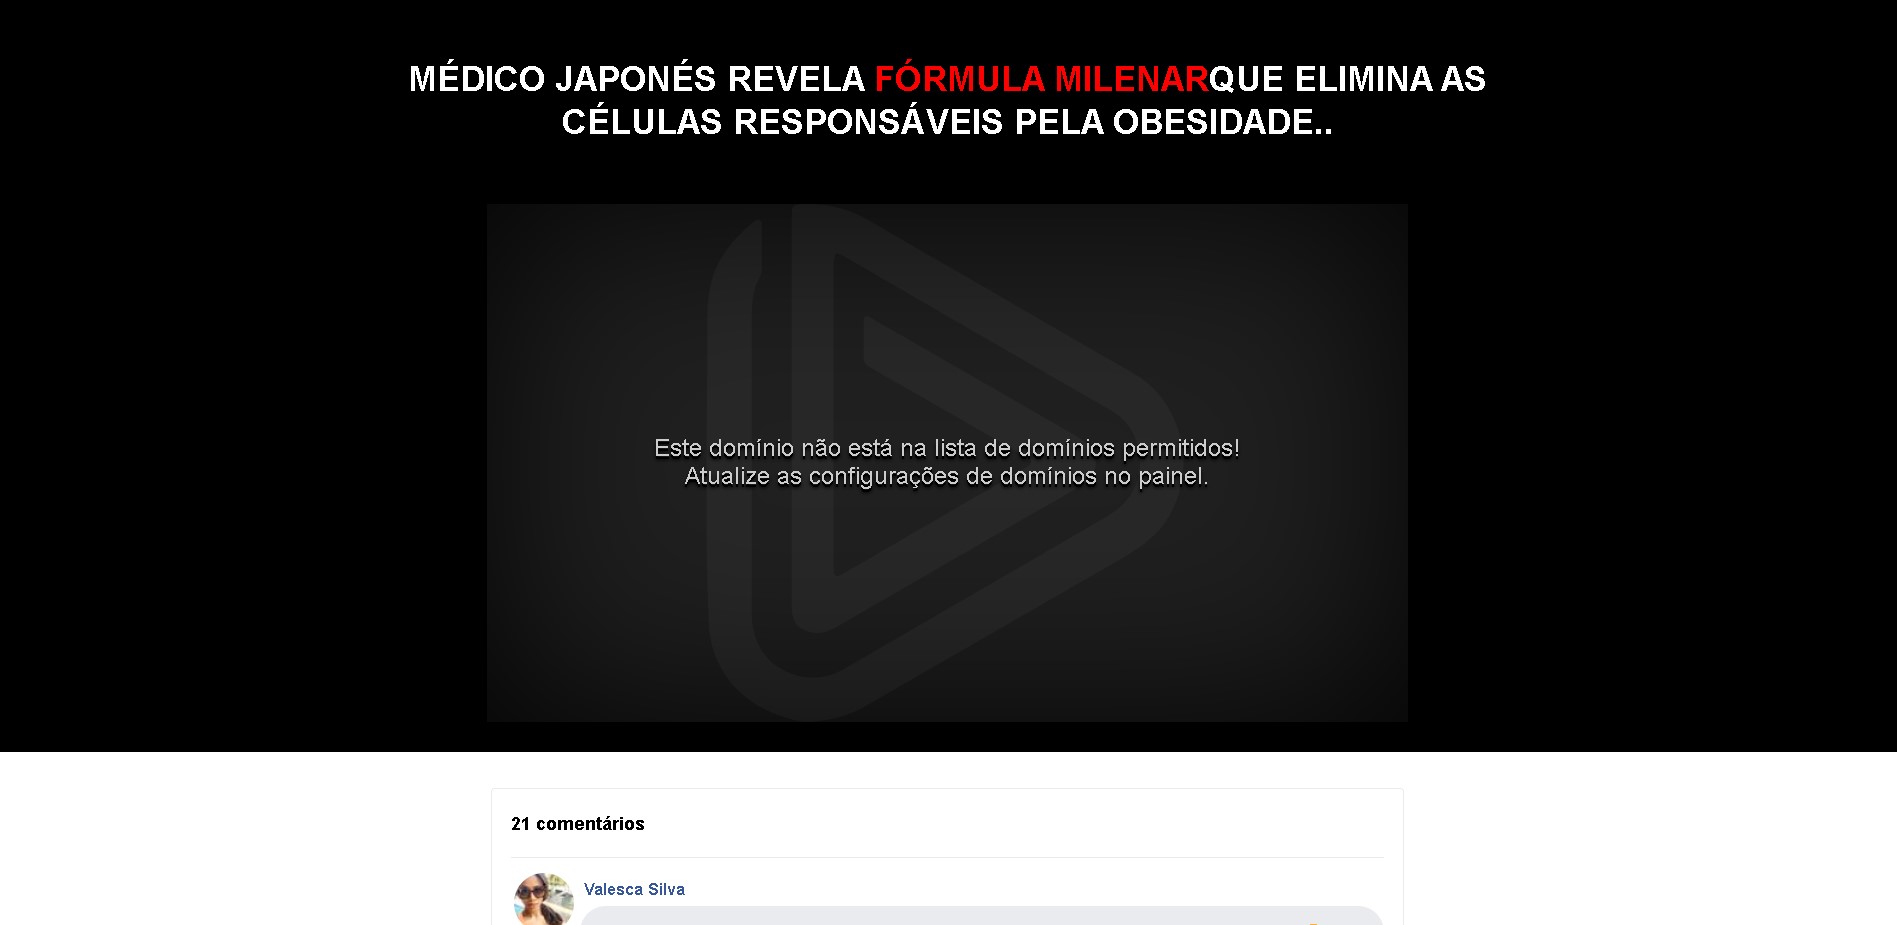 MÉDICO JAPONÉS REVELA FÓRMULA MILENARQUE ELIMINA AS
CÉLULAS RESPONSÁVEIS PELA OBESIDADE..
Este domínio não está na lista de domínios permitidos!
Atualize as configurações de domínios no painel.
21 comentários
Valesca Silva